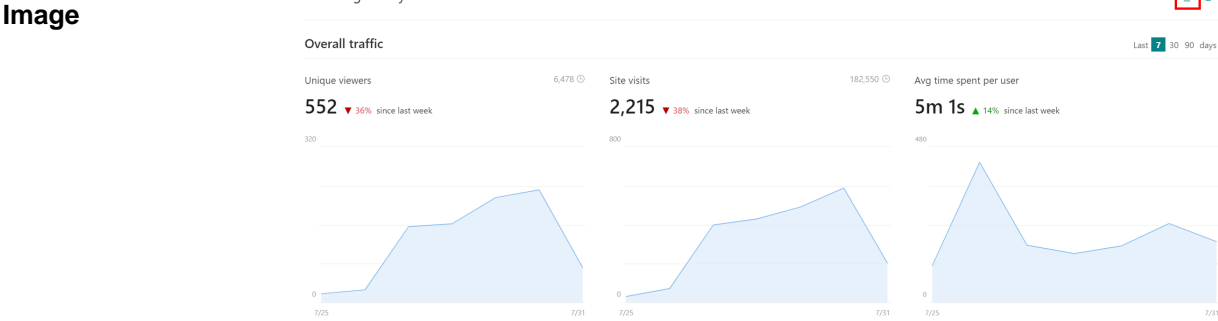 Image
Overall traffic
Last 7 30 90 days
Unique viewers 6,478
552 ▼ 36% since last week
320
0
7/25 7/31
Site visits 182,550
2,215 ▼ 38% since last week
800
0
7/25 7/31
Avg time spent per user
5m 1s ▲ 14% since last week
480
0
7/25 7/31